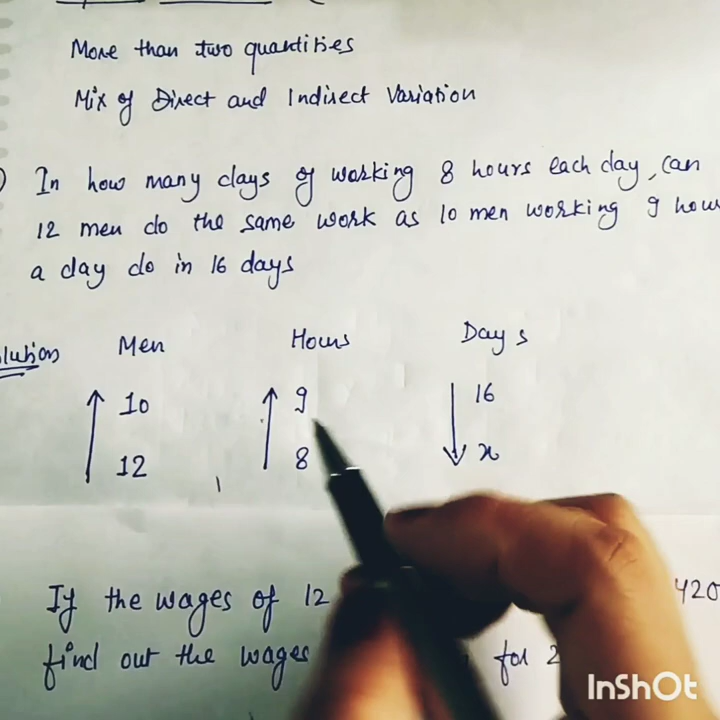 More than two quantities
Mix of Direct and Indirect Variation
In how many days of working 8 hours each day, can
12 men do the same work as 10 men working 9 hou
a day do in 16 days
lution Men Hours Days
10 9 16
12 8 x
If the wages of 12 420
find out the wages for 2
InShOt